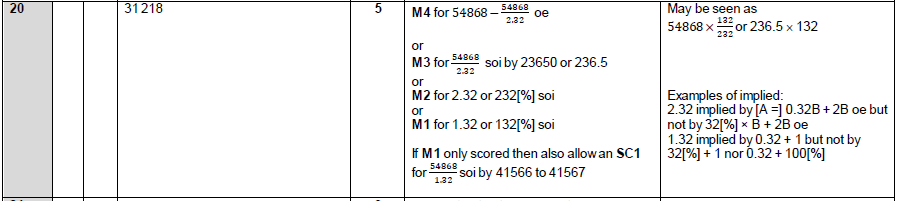 20
31218
5
M4 for 54868 – 54868/2.32 oe
or
M3 for 54868/2.32 soi by 23650 or 236.5
or
M2 for 2.32 or 232[%] soi
or
M1 for 1.32 or 132[%] soi
If M1 only scored then also allow an SC1
for 54868/1.32 soi by 41566 to 41567
May be seen as
54868 × 132/232 or 236.5 × 132
Examples of implied:
2.32 implied by [A =] 0.32B + 2B oe but
not by 32[%] × B + 2B oe
1.32 implied by 0.32 + 1 but not by
32[%] + 1 nor 0.32 + 100[%]